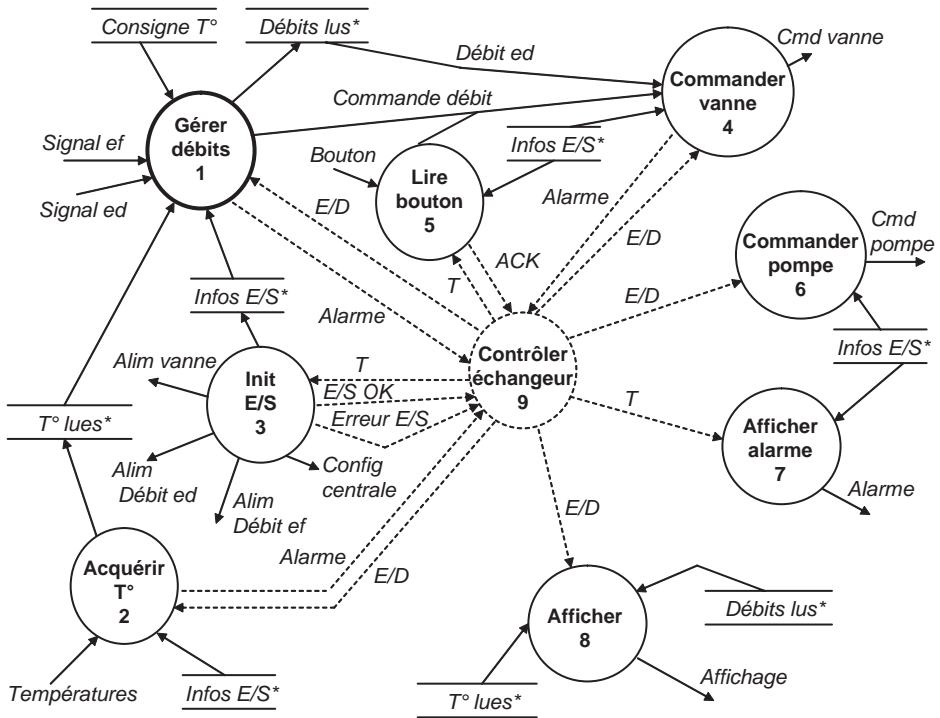 Consigne T°
Débits lus*
Débit ed
Cmd vanne
Commander
vanne
4
Commande débit
Gérer
débits
1
Signal ef
Signal ed
Bouton
Infos E/S*
Lire
bouton
5
Alarme
E/D
E/D
ACK
T
Commander
pompe
6
Cmd
pompe
E/D
Infos E/S*
Alarme
Contrôler
échangeur
9
Infos E/S*
Alim vanne
Init
E/S
3
T
E/S OK
Erreur E/S
T
Afficher
alarme
7
T° lues*
Alim
Débit ed
Config
centrale
Alarme
Alim
Débit ef
E/D
Alarme
E/D
Acquérir
T°
2
Afficher
8
Débits lus*
Températures
Infos E/S*
T° lues*
Affichage